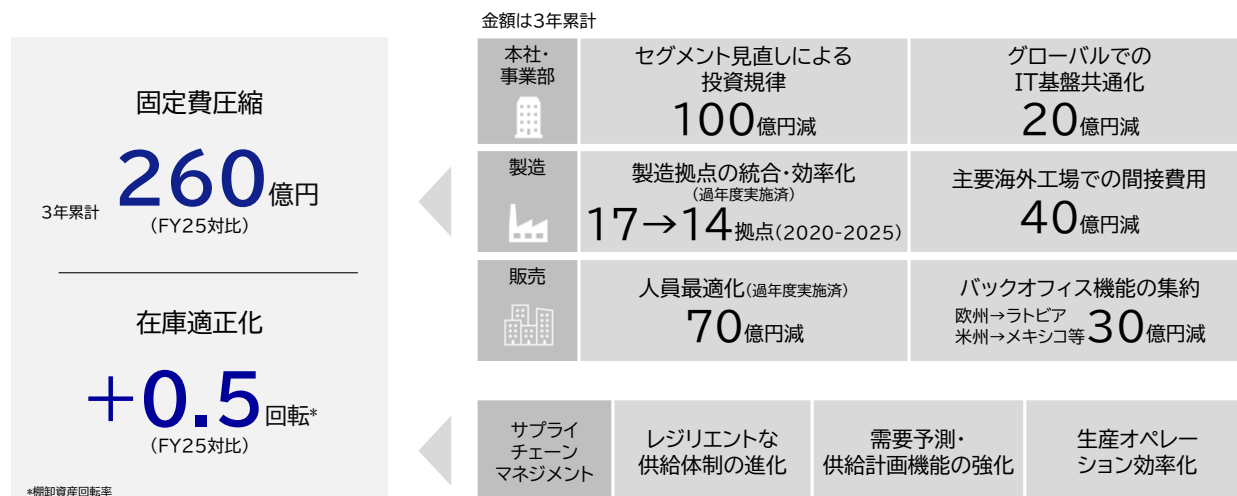 金額は3年累計
固定費圧縮
3年累計 260億円
(FY25対比)
在庫適正化
+0.5回転*
(FY25対比)
*棚卸資産回転率
本社・
事業部
セグメント見直しによる
投資規律
100億円減
グローバルでの
IT基盤共通化
20億円減
製造
製造拠点の統合・効率化
(過年度実施済)
17→14拠点(2020-2025)
主要海外工場での間接費用
40億円減
販売
人員最適化(過年度実施済)
70億円減
バックオフィス機能の集約
欧州→ラトビア
米州→メキシコ等 30億円減
サプライ
チェーン
マネジメント
レジリエントな
供給体制の進化
需要予測・
供給計画機能の強化
生産オペレー
ション効率化